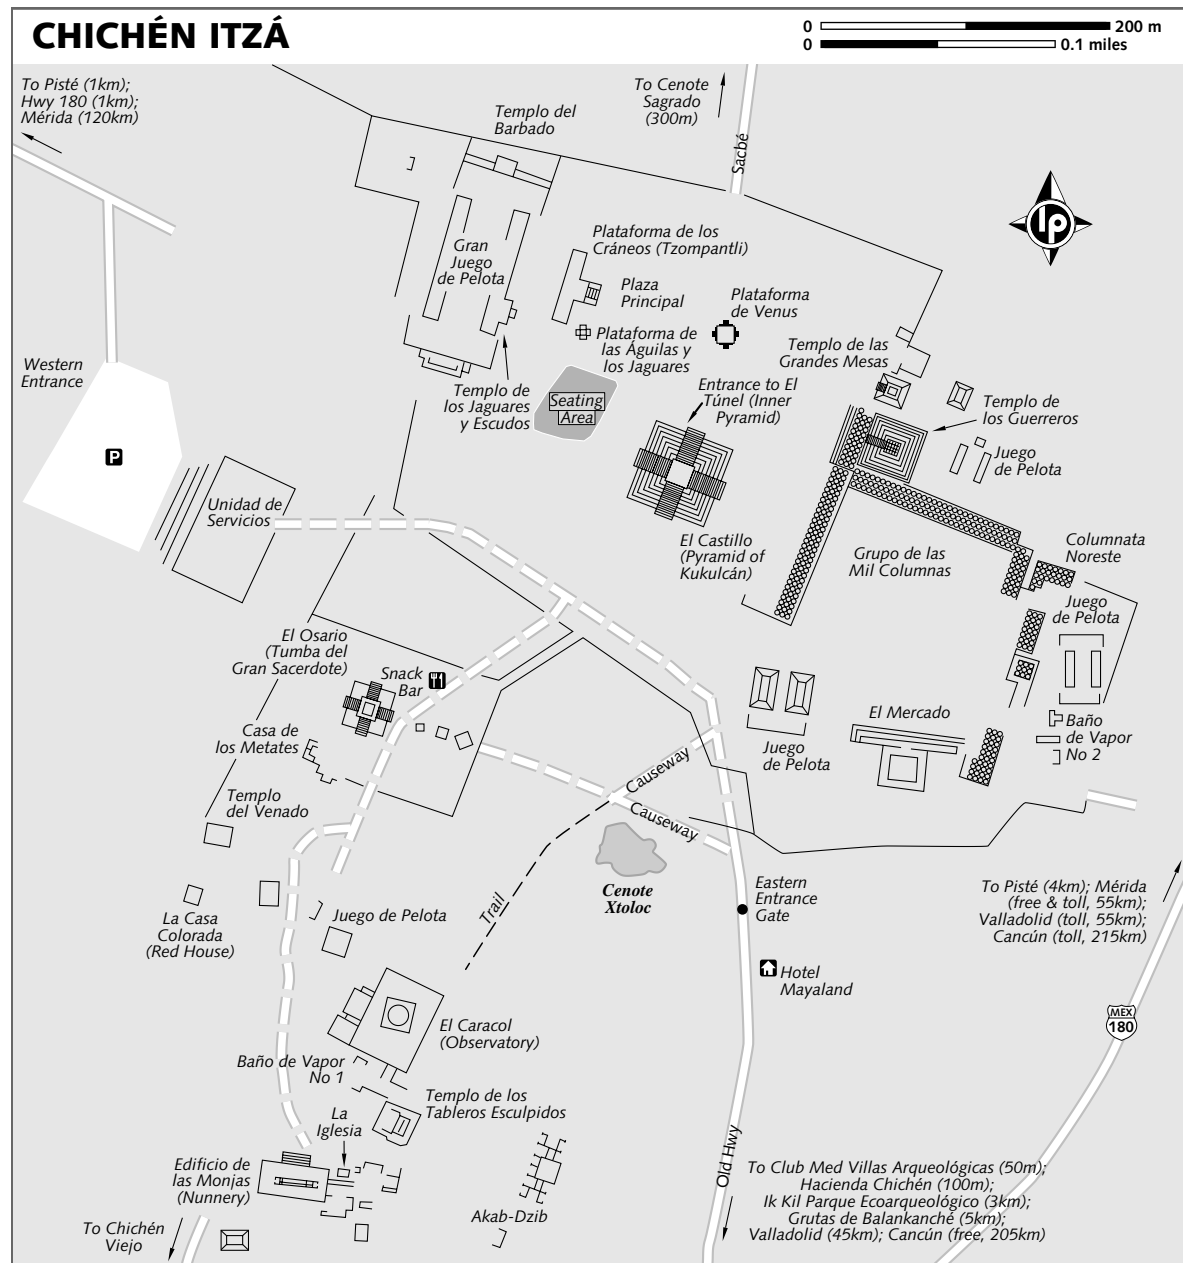 CHICHÉN ITZÁ
0 200 m
0 0.1 miles
To Pisté (1km);
Hwy 180 (1km);
Mérida (120km)
Templo del
Barbado
To Cenote
Sagrado
(300m)
Sacbé
lp
Gran
Juego
de Pelota
Plataforma de los
Cráneos (Tzompantli)
Plaza
Principal
Plataforma
de Venus
Plataforma de
las Águilas y
los Jaguares
Templo de las
Grandes Mesas
Western
Entrance
Templo de
los Jaguares
y Escudos
Seating
Area
Entrance to El
Túnel (Inner
Pyramid)
Templo de
los Guerreros
Juego
de Pelota
P
Unidad de
Servicios
El Castillo
(Pyramid of
Kukulcán)
Grupo de las
Mil Columnas
Columnata
Noreste
Juego
de Pelota
El Osario
(Tumba del
Gran Sacerdote)
Snack
Bar
Casa de
los Metates
El Mercado
Baño
de Vapor
No 2
Juego
de Pelota
Causeway
Causeway
Templo
del Venado
Cenote
Xtoloc
Trail
Eastern
Entrance
Gate
To Pisté (4km); Mérida
(free & toll, 55km);
Valladolid (toll, 55km);
Cancún (toll, 215km)
La Casa
Colorada
(Red House)
Juego de Pelota
Hotel
Mayaland
MEX
180
El Caracol
(Observatory)
Baño de Vapor
No 1
Templo de los
Tableros Esculpidos
La
Iglesia
Edificio de
las Monjas
(Nunnery)
Akab-Dzib
Old Hwy
To Club Med Villas Arqueológicas (50m);
Hacienda Chichén (100m);
Ik Kil Parque Ecoarqueológico (3km);
Grutas de Balankanché (5km);
Valladolid (45km); Cancún (free, 205km)
To Chichén
Viejo